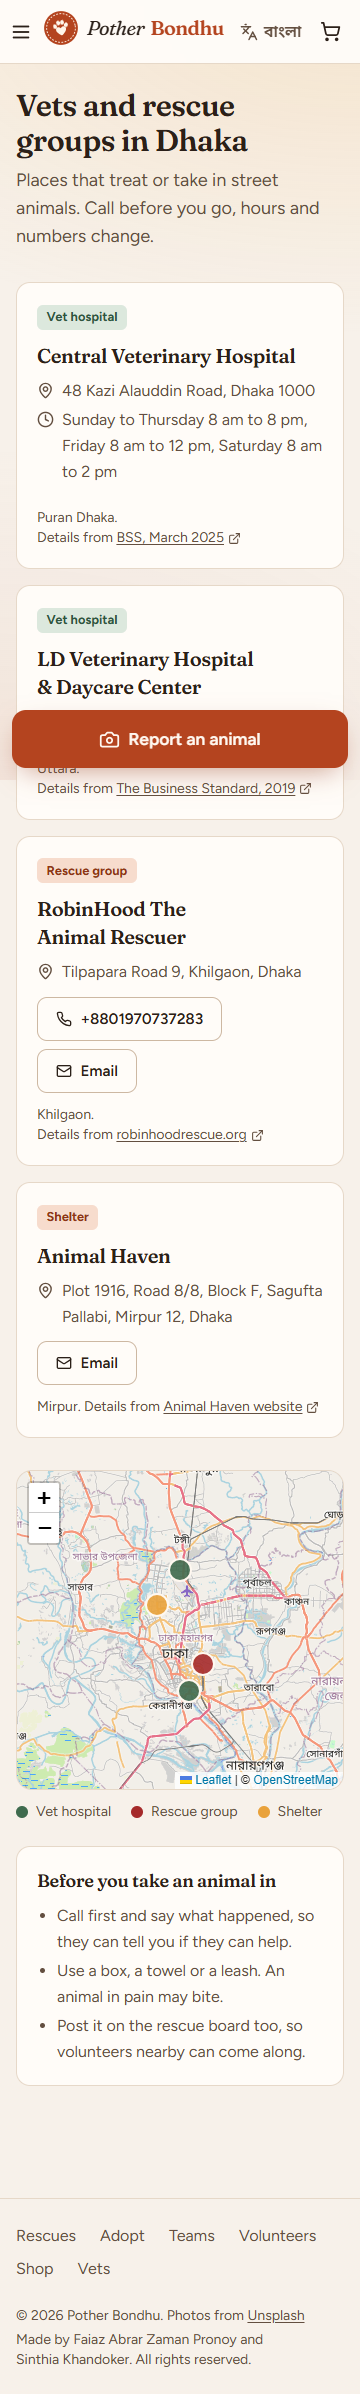 Pother Bondhu
বাংলা
Vets and rescue
groups in Dhaka
Places that treat or take in street
animals. Call before you go, hours and
numbers change.
Vet hospital
Central Veterinary Hospital
48 Kazi Alauddin Road, Dhaka 1000
Sunday to Thursday 8 am to 8 pm,
Friday 8 am to 12 pm, Saturday 8 am
to 2 pm
Puran Dhaka.
Details from BSS, March 2025
Vet hospital
LD Veterinary Hospital
& Daycare Center
Report an animal
Uttara.
Details from The Business Standard, 2019
Rescue group
RobinHood The
Animal Rescuer
Tilpapara Road 9, Khilgaon, Dhaka
+8801970737283
Email
Khilgaon.
Details from robinhoodrescue.org
Shelter
Animal Haven
Plot 1916, Road 8/8, Block F, Sagufta
Pallabi, Mirpur 12, Dhaka
Email
Mirpur. Details from Animal Haven website
+
−
টঙ্গী
সাভার উপজেলা
সাভার
পূর্বাচল
কাঞ্চন
রূপগঞ্জ
ঢাকা মহানগর
ঢাকা
তারাবো
কেরানীগঞ্জ
নারায়ণগঞ্জ
Leaflet | © OpenStreetMap
Vet hospital
Rescue group
Shelter
Before you take an animal in
• Call first and say what happened, so
they can tell you if they can help.
• Use a box, a towel or a leash. An
animal in pain may bite.
• Post it on the rescue board too, so
volunteers nearby can come along.
Rescues Adopt Teams Volunteers
Shop Vets
© 2026 Pother Bondhu. Photos from Unsplash
Made by Faiaz Abrar Zaman Pronoy and
Sinthia Khandoker. All rights reserved.